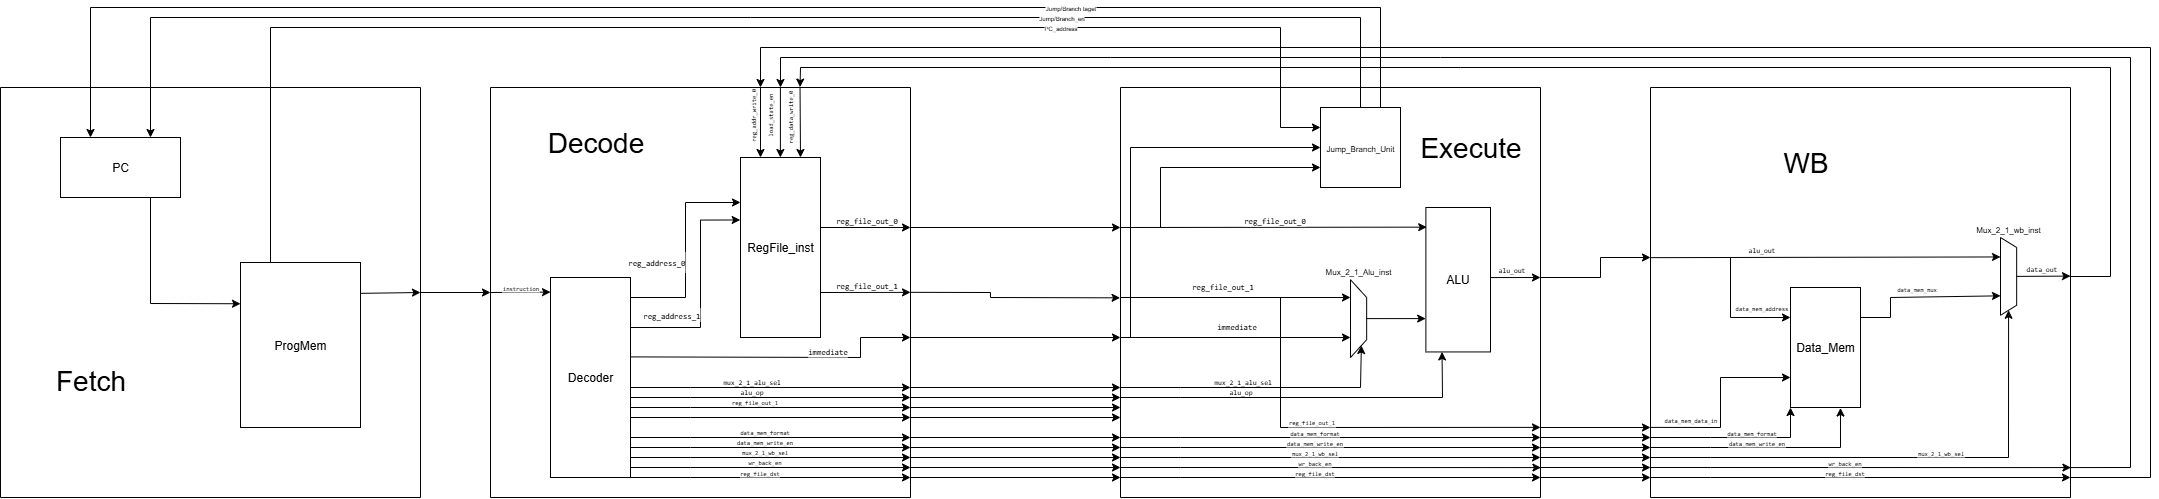 Jump/Branch taget
Jump/Branch_en
PC_address
reg_addr_write_0
load_state_en
reg_data_write_0
Decode
Jump_Branch_Unit
Execute
WB
PC
reg_file_out_0
reg_file_out_0
Mux_2_1_wb_inst
RegFile_inst
alu_out
reg_address_0
Mux_2_1_Alu_inst
alu_out
data_out
ALU
instruction
reg_file_out_1
reg_file_out_1
data_mem_mux
data_mem_address
reg_address_1
immediate
ProgMem
immediate
Data_Mem
Fetch
Decoder
mux_2_1_alu_sel
mux_2_1_alu_sel
alu_op
alu_op
reg_file_out_1
reg_file_out_1
data_mem_data_in
data_mem_format
data_mem_format
data_mem_format
data_mem_write_en
data_mem_write_en
data_mem_write_en
mux_2_1_wb_sel
mux_2_1_wb_sel
mux_2_1_wb_sel
wr_back_en
wr_back_en
wr_back_en
reg_file_dst
reg_file_dst
reg_file_dst